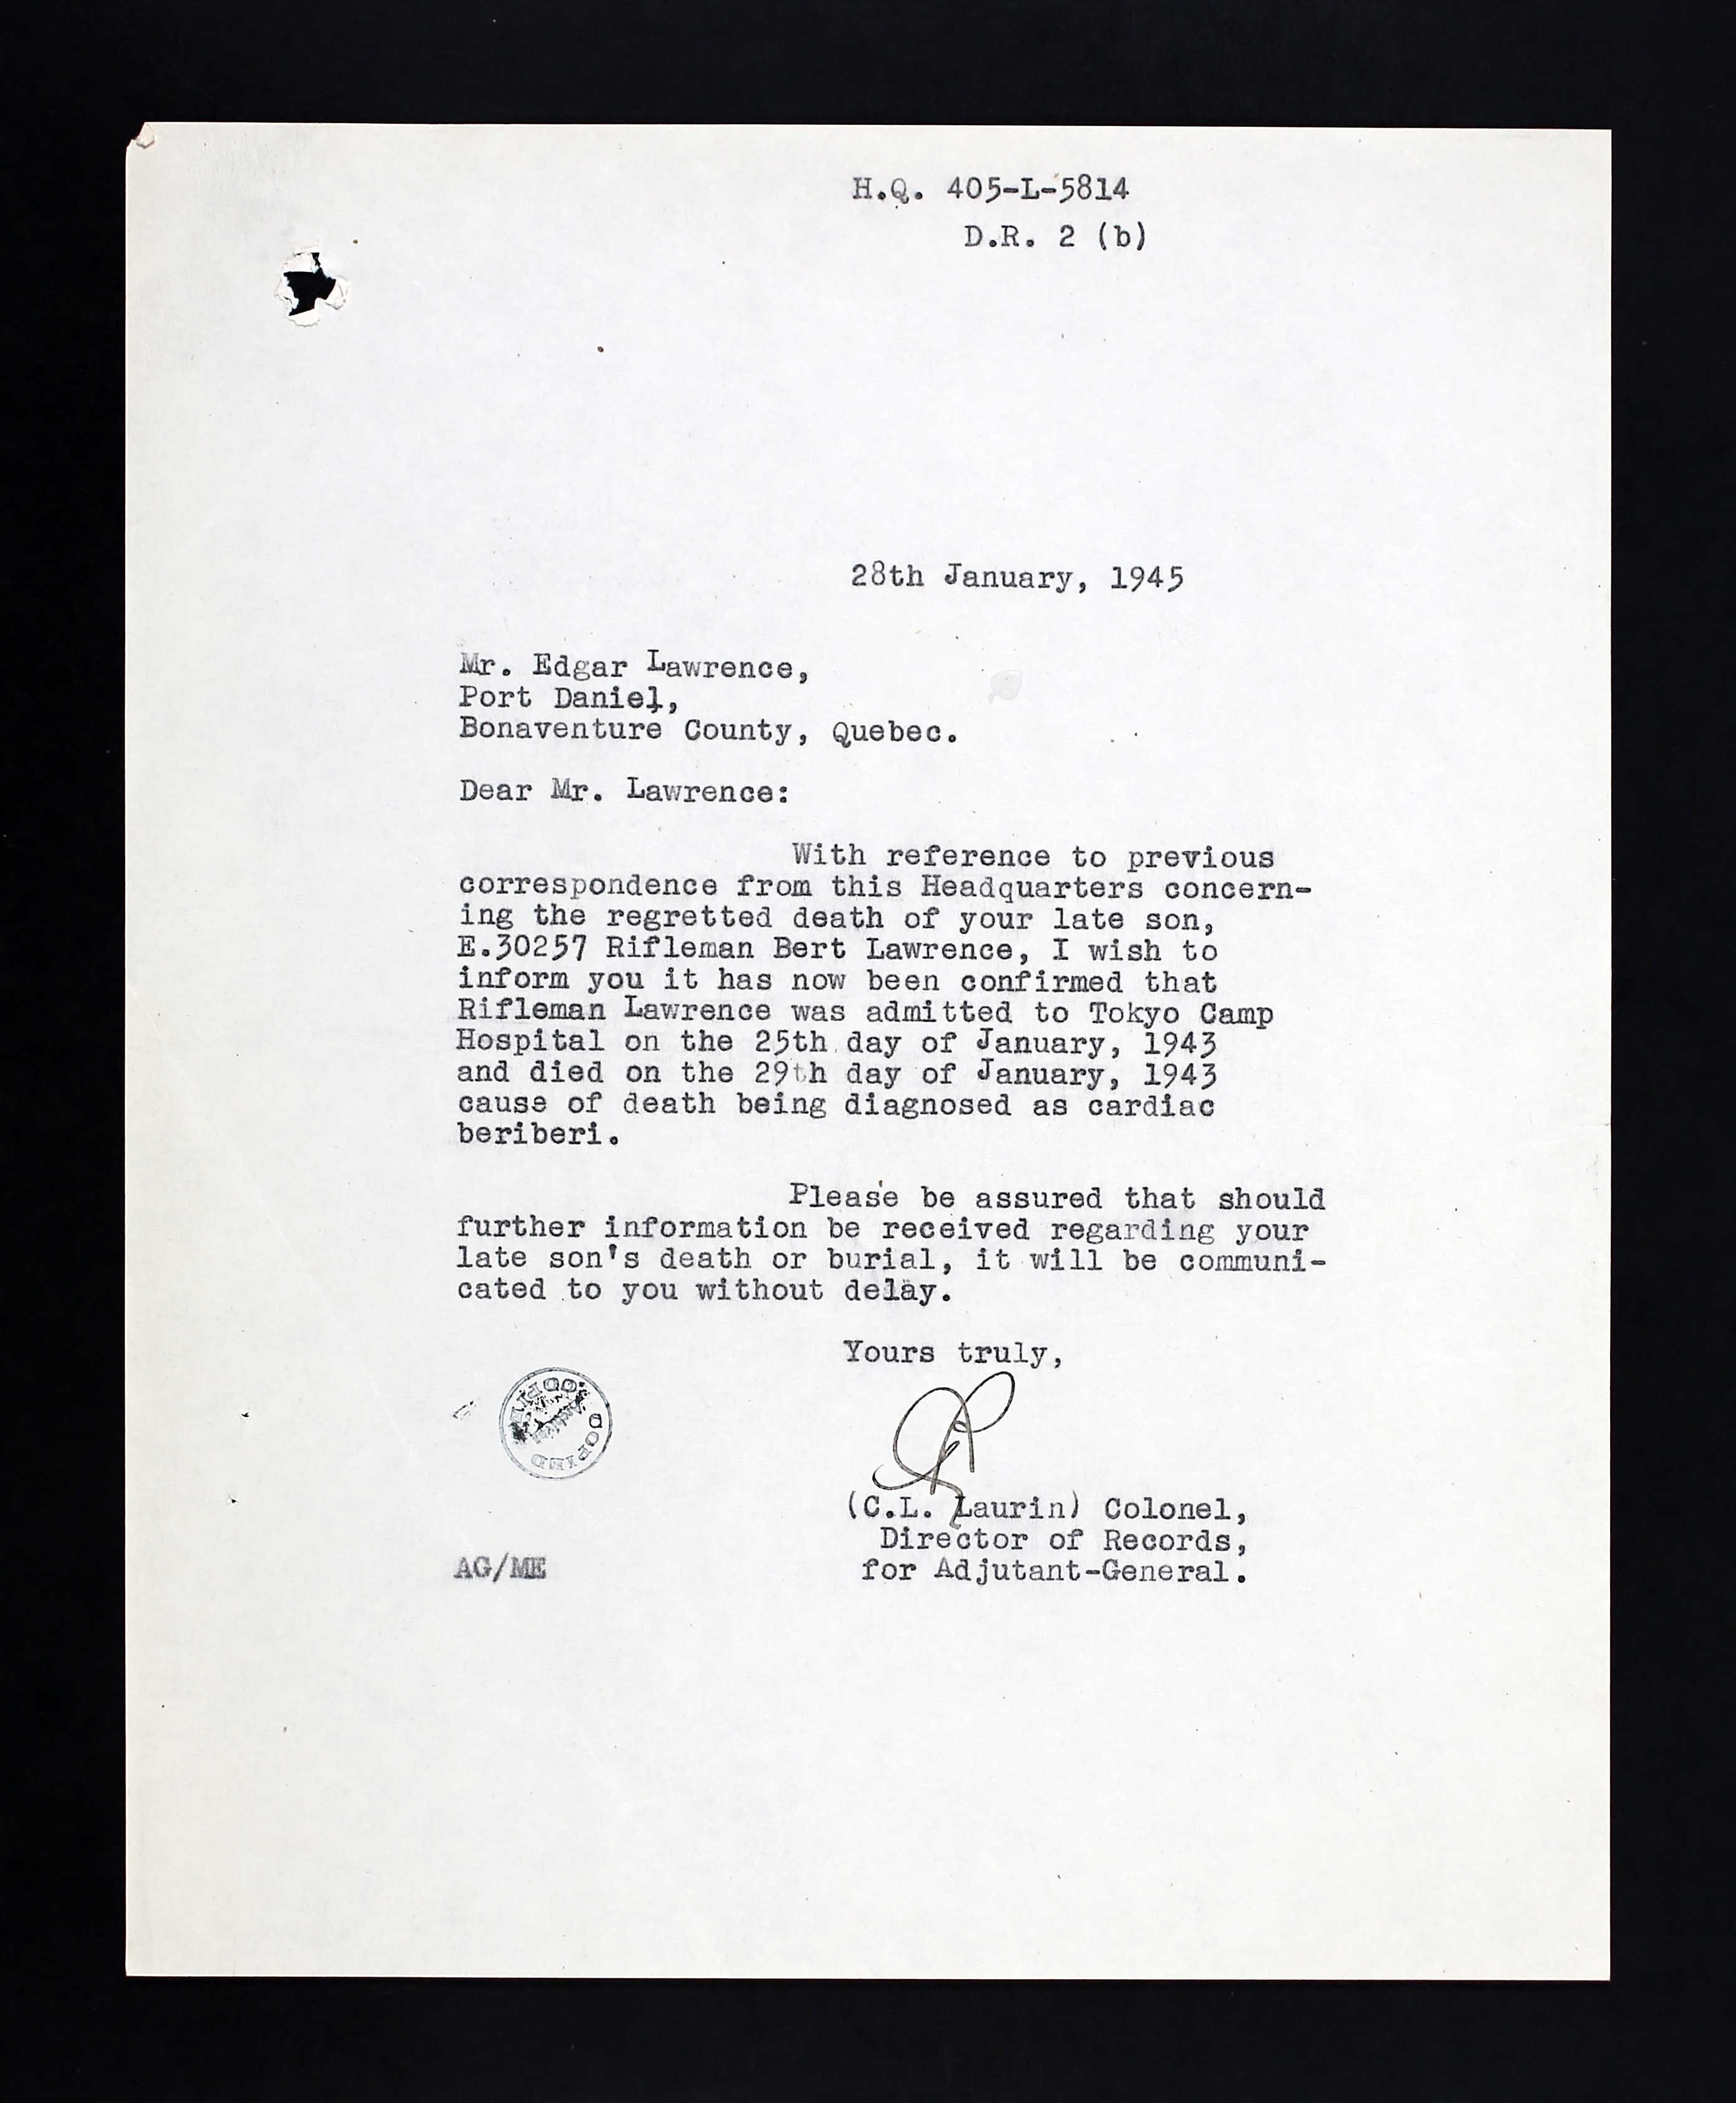 H.Q. 405-L-5814
D.R. 2 (b)
28th January, 1945
Mr. Edgar Lawrence,
Port Daniel,
Bonaventure County, Quebec.
Dear Mr. Lawrence:
With reference to previous
correspondence from this Headquarters concern-
ing the regretted death of your late son,
E.30257 Rifleman Bert Lawrence, I wish to
inform you it has now been confirmed that
Rifleman Lawrence was admitted to Tokyo Camp
Hospital on the 25th day of January, 1943
and died on the 29th day of January, 1943
cause of death being diagnosed as cardiac
beriberi.
Please be assured that should
further information be received regarding your
late son's death or burial, it will be communi-
cated to you without delay.
Yours truly,
COPIED
(C.L. Laurin) Colonel,
Director of Records,
AG/ME for Adjutant-General.